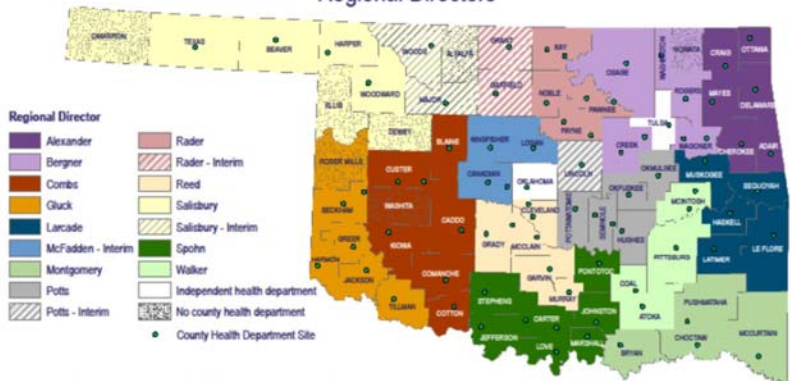 Regional Directors
CIMARRON
TEXAS
BEAVER
HARPER
WOODS
ALFALFA
GRANT
KAY
OSAGE
WASHINGTON
NOWATA
CRAIG
OTTAWA
WOODWARD
MAJOR
GARFIELD
NOBLE
PAWNEE
ROGERS
MAYES
DELAWARE
ELLIS
DEWEY
PAYNE
TULSA
CREEK
WAGONER
CHEROKEE
ADAIR
BLAINE
KINGFISHER
LOGAN
LINCOLN
OKMULGEE
MUSKOGEE
SEQUOYAH
ROGER MILLS
CUSTER
CANADIAN
OKLAHOMA
OKFUSKEE
MCINTOSH
BECKHAM
WASHITA
CADDO
CLEVELAND
POTTAWATOMIE
SEMINOLE
HUGHES
HASKELL
GREER
KIOWA
GRADY
MCCLAIN
PITTSBURG
LATIMER
LE FLORE
HARMON
JACKSON
COMANCHE
GARVIN
PONTOTOC
COAL
TILLMAN
COTTON
STEPHENS
MURRAY
JOHNSTON
ATOKA
PUSHMATAHA
JEFFERSON
CARTER
LOVE
MARSHALL
BRYAN
CHOCTAW
MCCURTAIN
Regional Director
Alexander
Bergner
Combs
Gluck
Larcade
McFadden - Interim
Montgomery
Potts
Potts - Interim
Rader
Rader - Interim
Reed
Salisbury
Salisbury - Interim
Spohn
Walker
Independent health department
No county health department
County Health Department Site